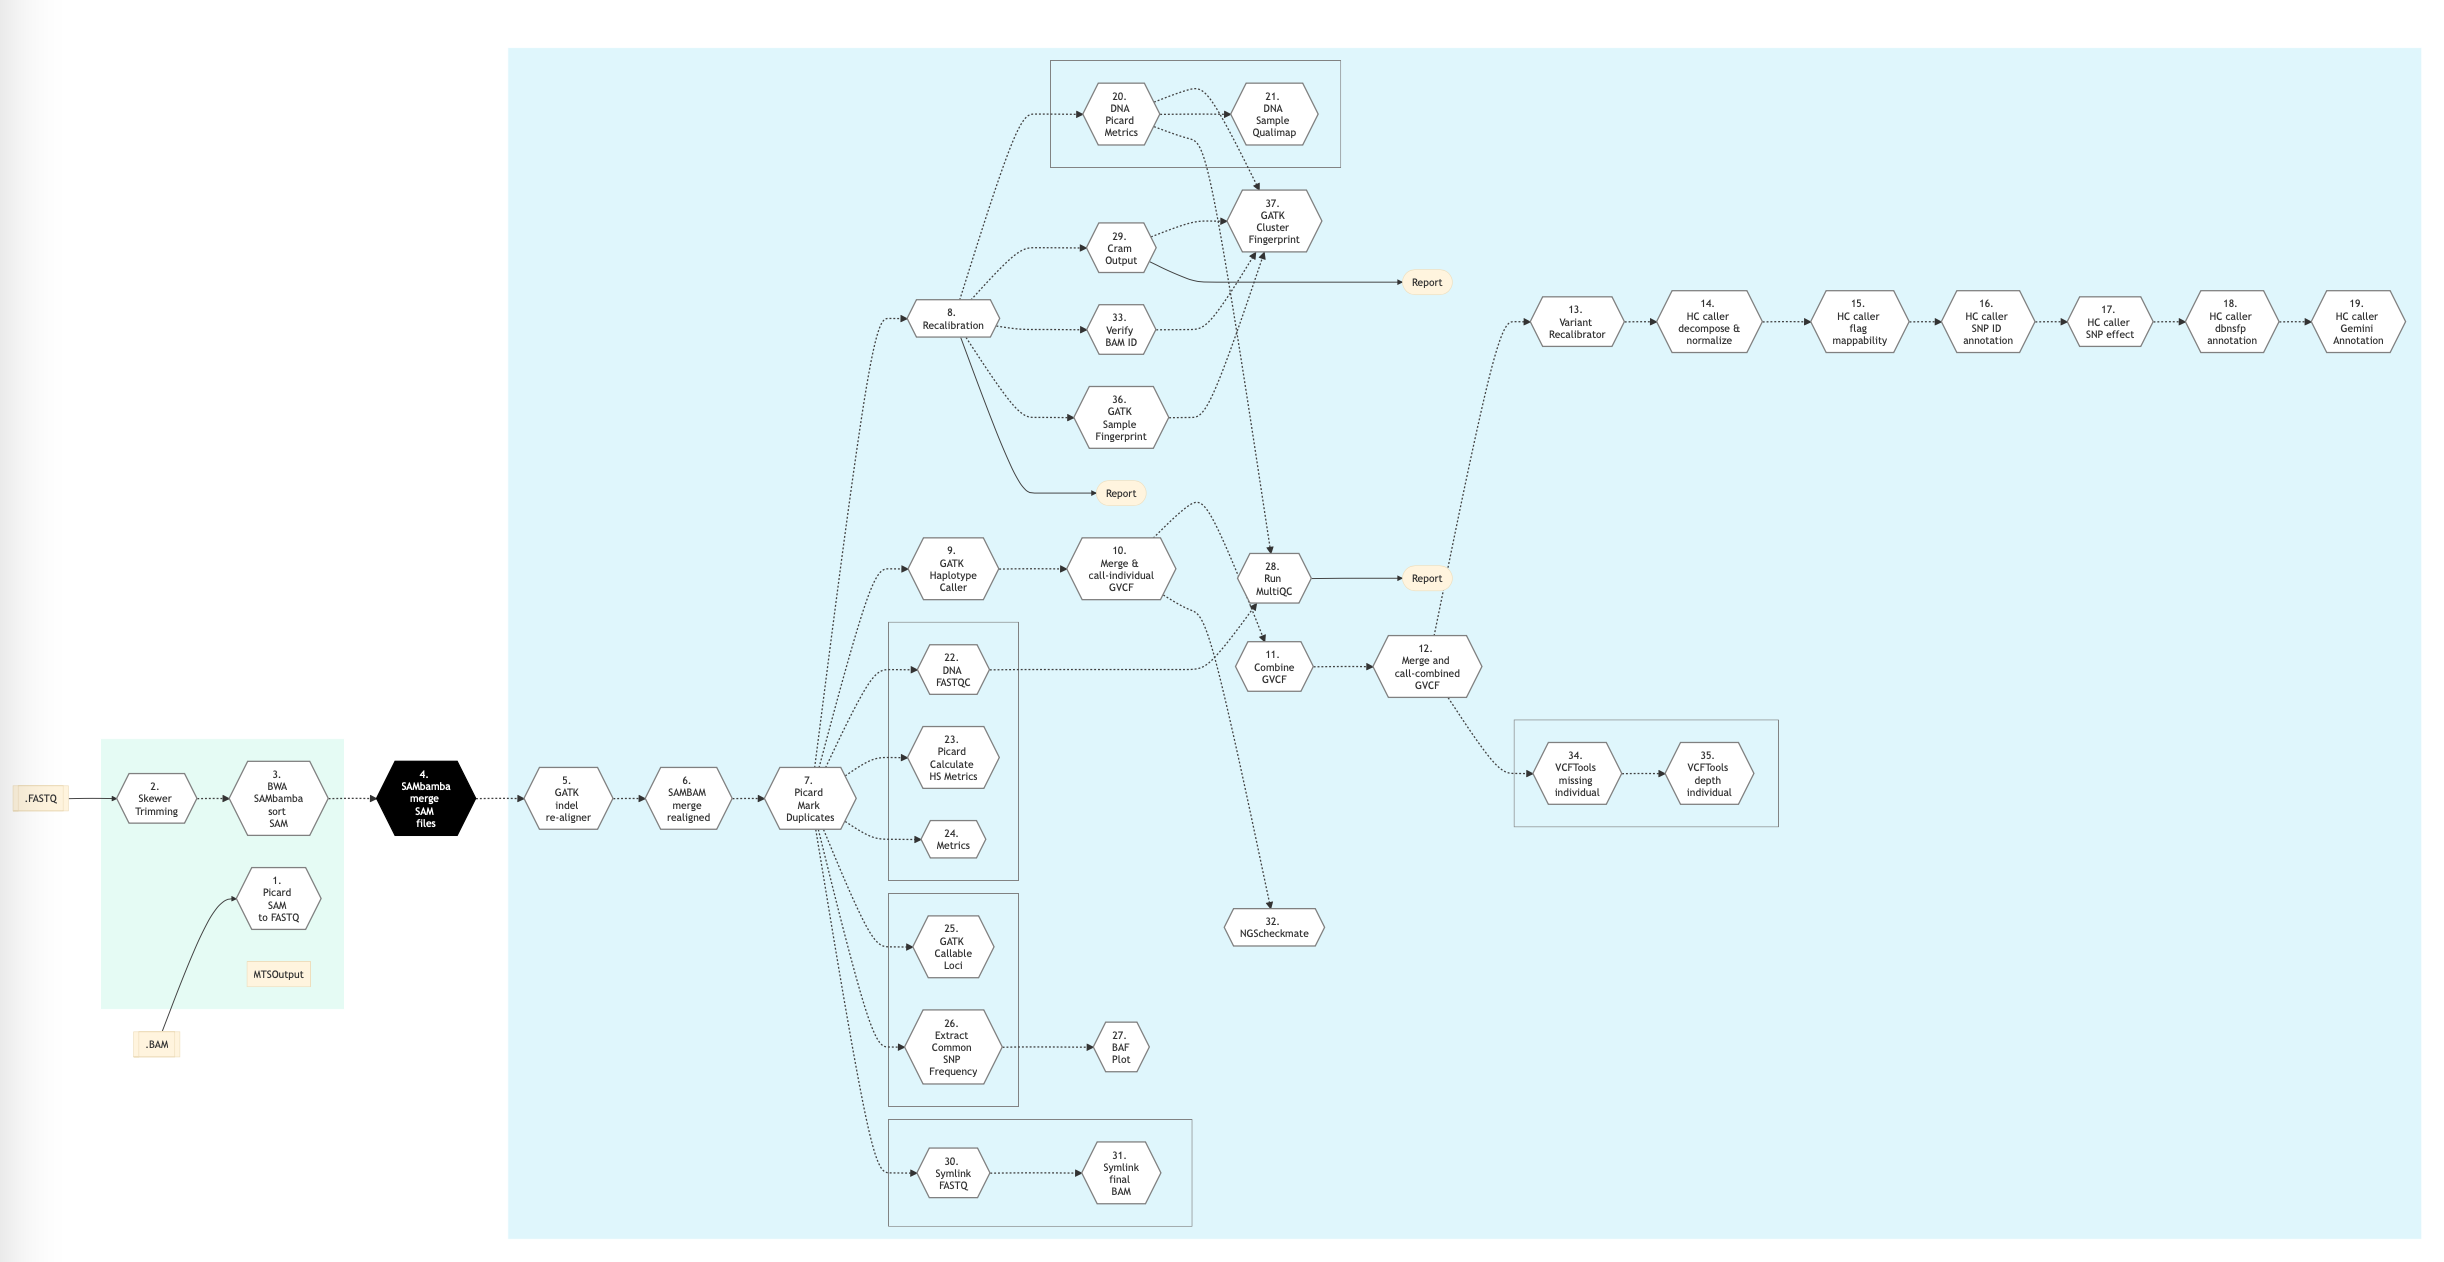 .FASTQ
2.
Skewer
Trimming
3.
BWA
SAMbamba
sort
SAM
1.
Picard
SAM
to FASTQ
MTSOutput
.BAM
4.
SAMbamba
merge
SAM
files
5.
GATK
indel
re-aligner
6.
SAMBAM
merge
realigned
7.
Picard
Mark
Duplicates
8.
Recalibration
20.
DNA
Picard
Metrics
21.
DNA
Sample
Qualimap
37.
GATK
Cluster
Fingerprint
29.
Cram
Output
Report
33.
Verify
BAM ID
36.
GATK
Sample
Fingerprint
Report
9.
GATK
Haplotype
Caller
10.
Merge &
call-individual
GVCF
28.
Run
MultiQC
Report
11.
Combine
GVCF
12.
Merge and
call-combined
GVCF
13.
Variant
Recalibrator
14.
HC caller
decompose &
normalize
15.
HC caller
flag
mappability
16.
HC caller
SNP ID
annotation
17.
HC caller
SNP effect
18.
HC caller
dbnsfp
annotation
19.
HC caller
Gemini
Annotation
34.
VCFTools
missing
individual
35.
VCFTools
depth
individual
22.
DNA
FASTQC
23.
Picard
Calculate
HS Metrics
24.
Metrics
25.
GATK
Callable
Loci
32.
NGScheckmate
26.
Extract
Common
SNP
Frequency
27.
BAF
Plot
30.
Symlink
FASTQ
31.
Symlink
final
BAM